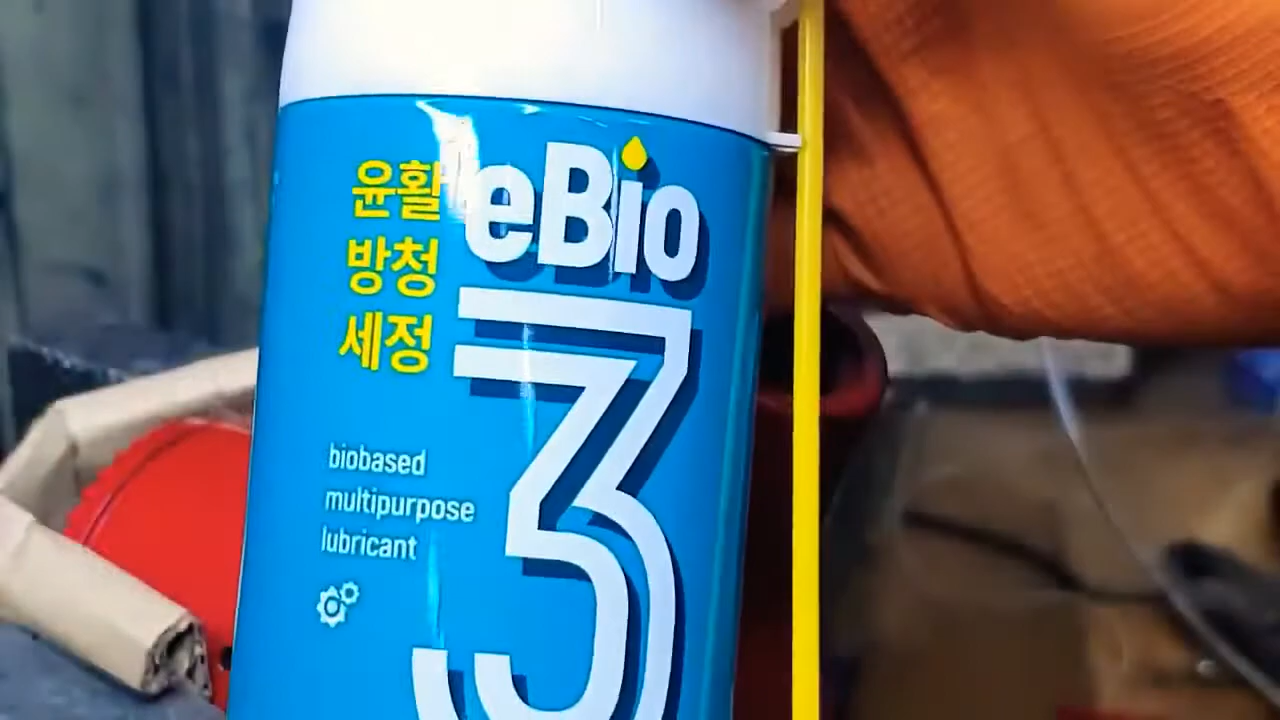 윤활
방청
세정
eBio
3
biobased
multipurpose
lubricant